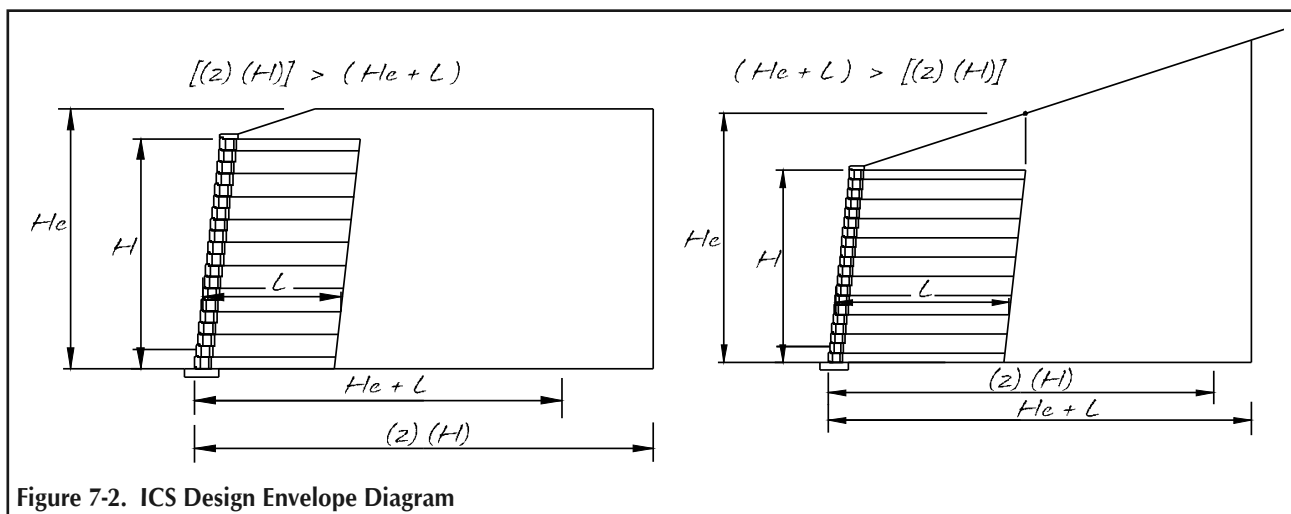 [(2) (H)] > (He + L)
He
H
L
He + L
(2) (H)
(He + L) > [(2) (H)]
He
H
L
(2) (H)
He + L
Figure 7-2. ICS Design Envelope Diagram